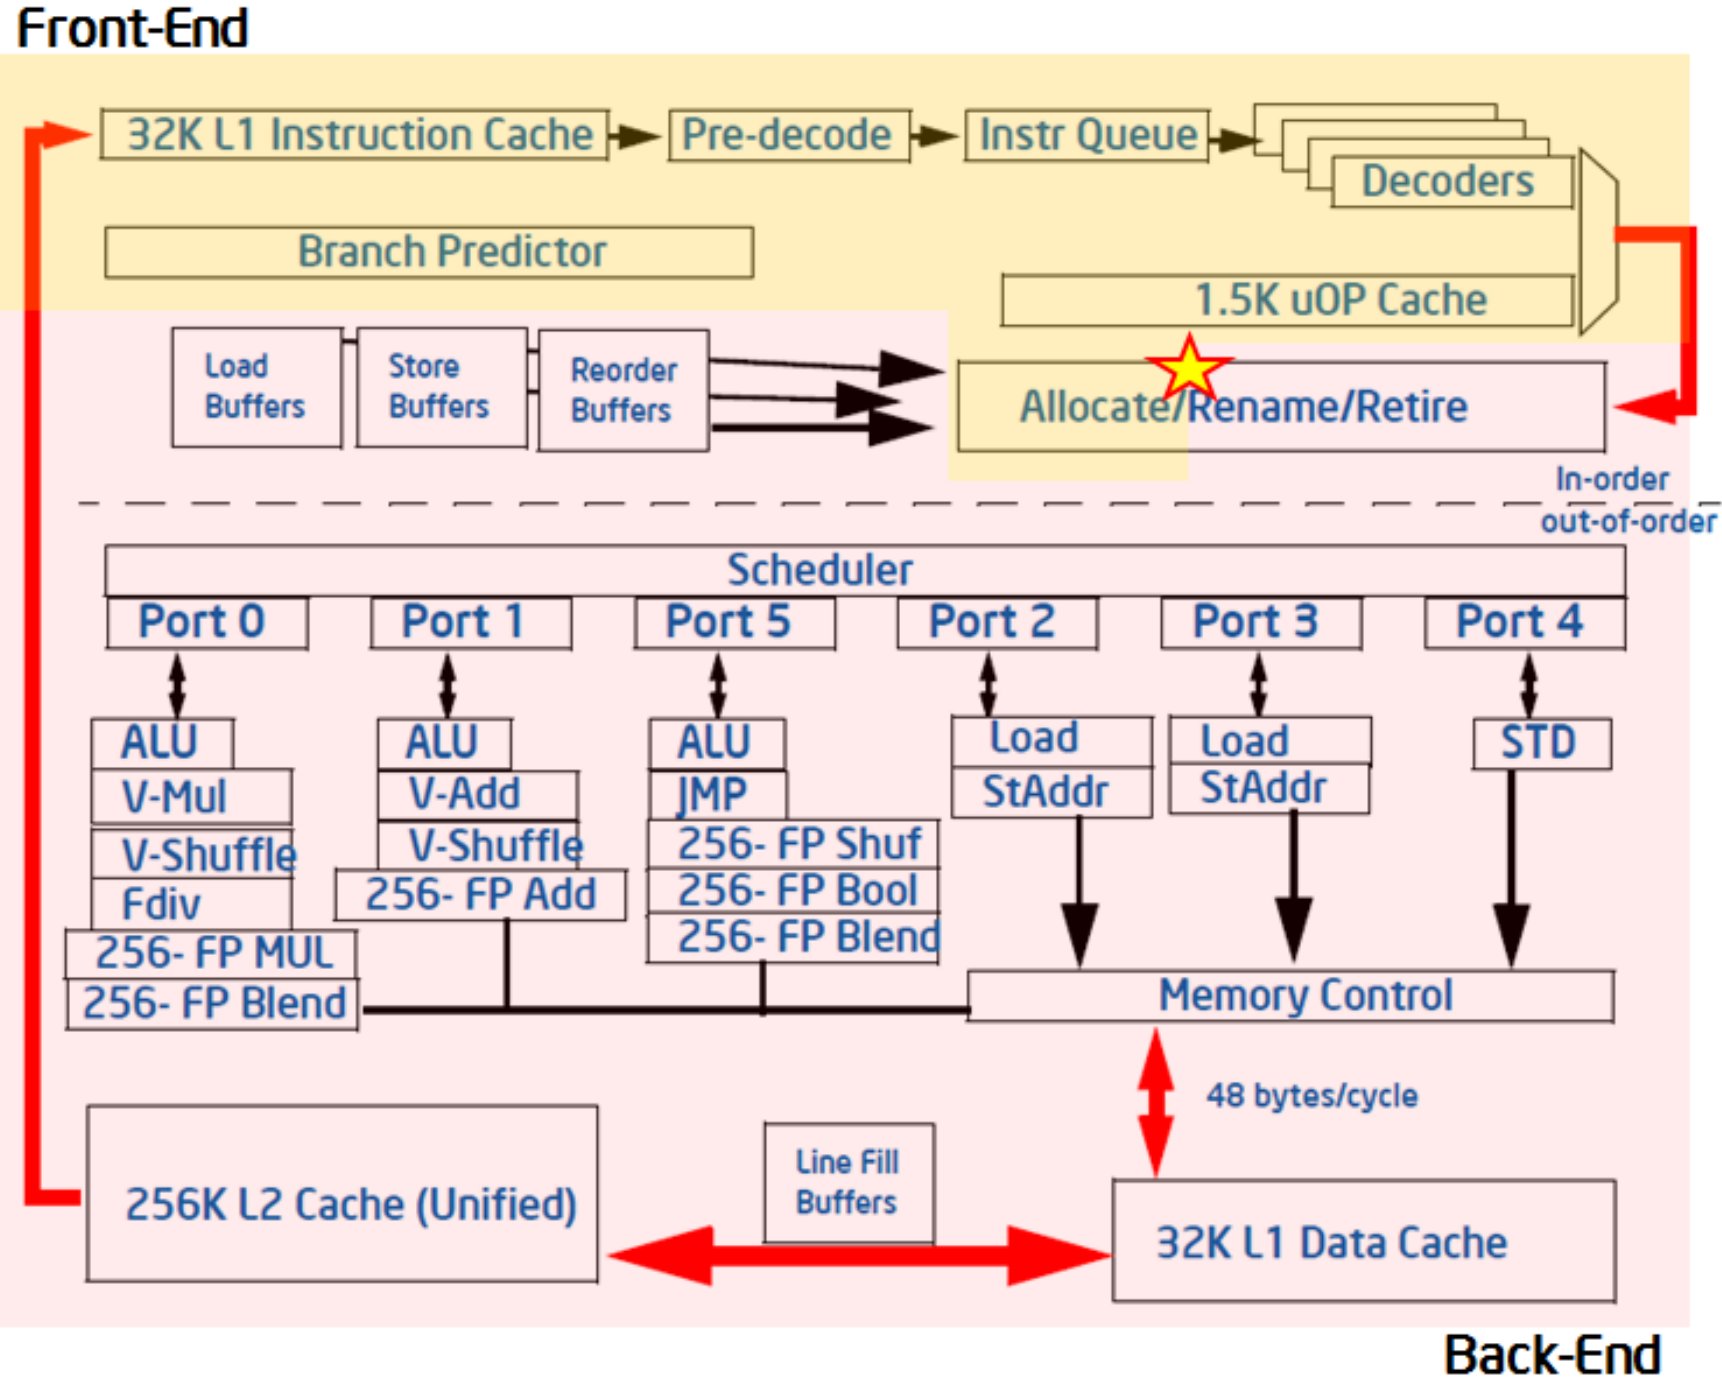 Front-End
32K L1 Instruction Cache
Pre-decode
Instr Queue
Decoders
Branch Predictor
1.5K uOP Cache
Load
Buffers
Store
Buffers
Reorder
Buffers
Allocate/Rename/Retire
In-order
out-of-order
Scheduler
Port 0
Port 1
Port 5
Port 2
Port 3
Port 4
ALU
V-Mul
V-Shuffle
Fdiv
256- FP MUL
256- FP Blend
ALU
V-Add
V-Shuffle
256- FP Add
ALU
JMP
256- FP Shuf
256- FP Bool
256- FP Blend
Load
StAddr
Load
StAddr
STD
Memory Control
48 bytes/cycle
256K L2 Cache (Unified)
Line Fill
Buffers
32K L1 Data Cache
Back-End